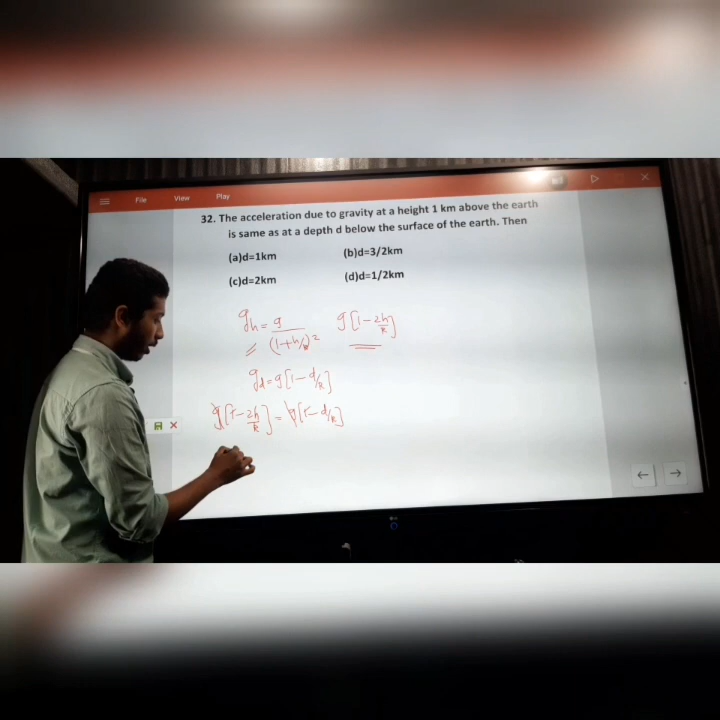 File View Play
32. The acceleration due to gravity at a height 1 km above the earth
is same as at a depth d below the surface of the earth. Then
(a)d=1km (b)d=3/2km
(c)d=2km (d)d=1/2km
gh = g/(1+h/R)² g[1-2h/R]
gd=g[1-d/R]
g[1-2h/R] = g[1-d/R]